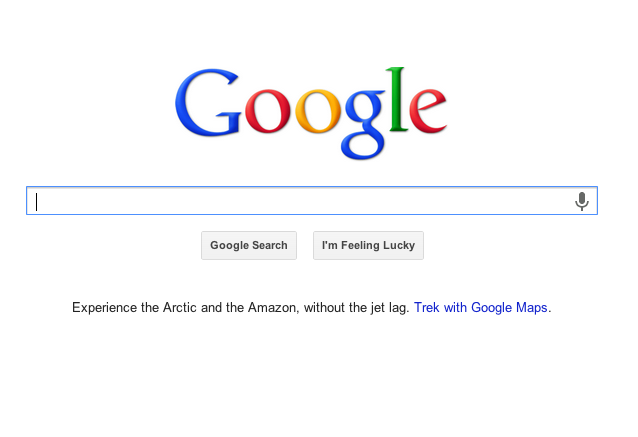 Google
Google Search
I'm Feeling Lucky
Experience the Arctic and the Amazon, without the jet lag. Trek with Google Maps.